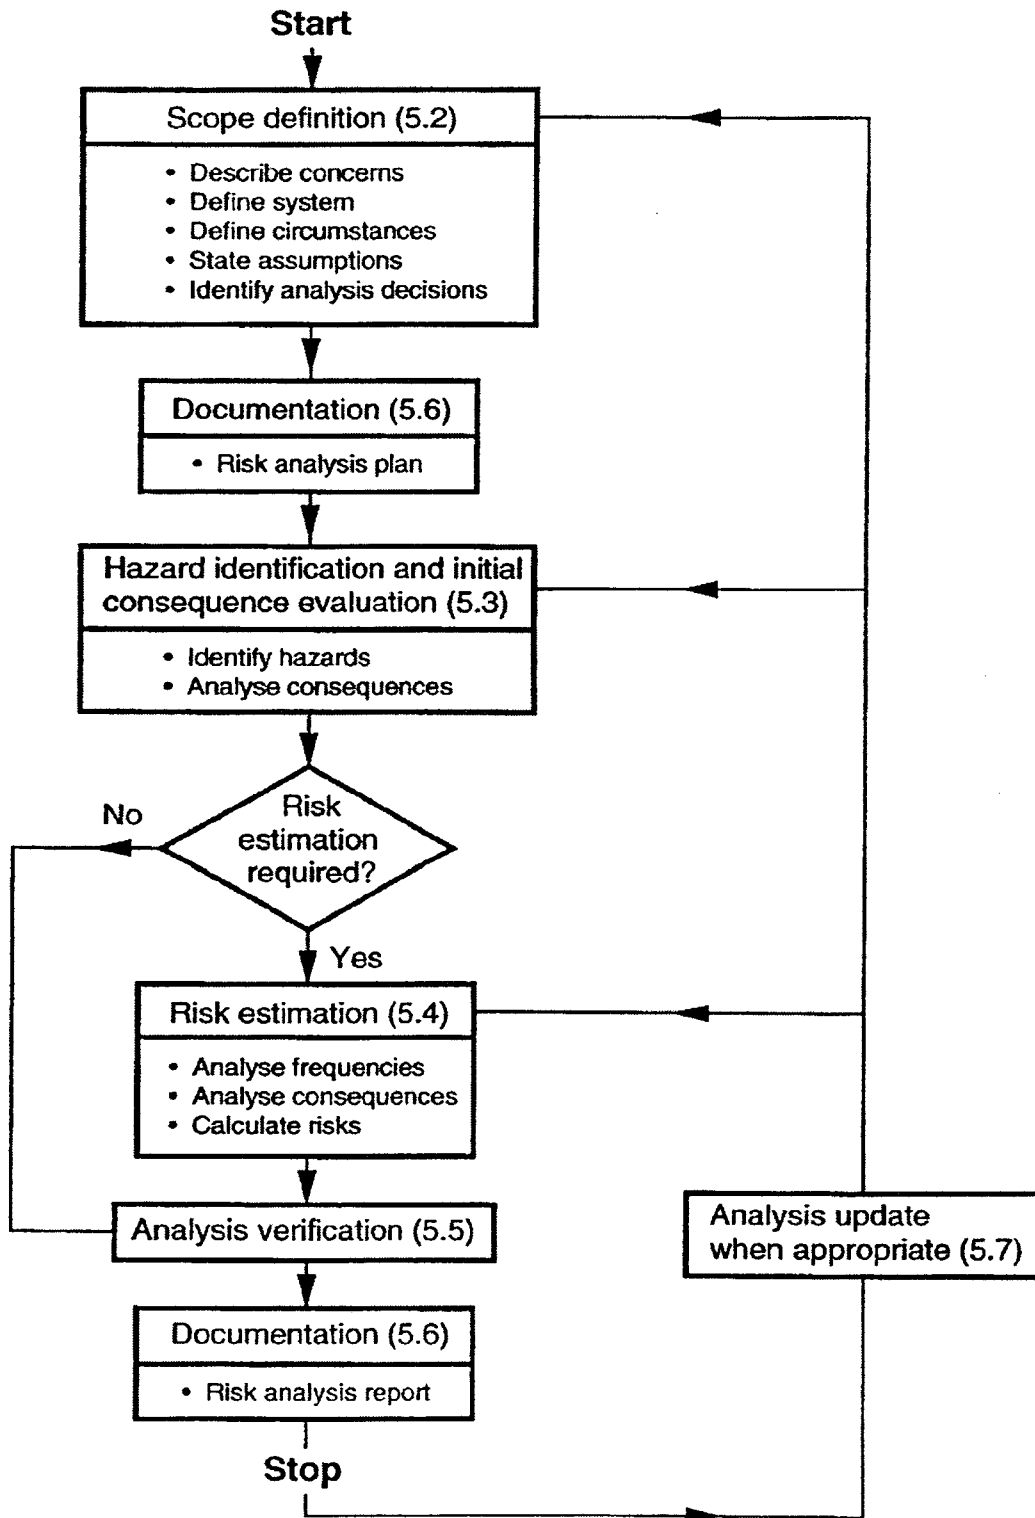 Start
Scope definition (5.2)
• Describe concerns
• Define system
• Define circumstances
• State assumptions
• Identify analysis decisions
Documentation (5.6)
• Risk analysis plan
Hazard identification and initial
consequence evaluation (5.3)
• Identify hazards
• Analyse consequences
No
Risk
estimation
required?
Yes
Risk estimation (5.4)
• Analyse frequencies
• Analyse consequences
• Calculate risks
Analysis verification (5.5)
Analysis update
when appropriate (5.7)
Documentation (5.6)
• Risk analysis report
Stop